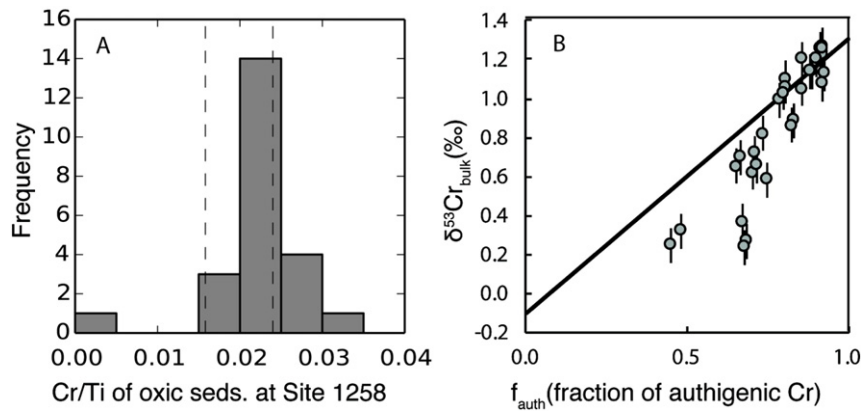 A
16
14
12
10
8
6
4
2
0
Frequency
0.00 0.01 0.02 0.03 0.04
Cr/Ti of oxic seds. at Site 1258
B
1.4
1.2
1.0
0.8
0.6
0.4
0.2
0.0
-0.2
δ⁵³Cr_bulk(‰)
0.0 0.5 1.0
f_auth(fraction of authigenic Cr)